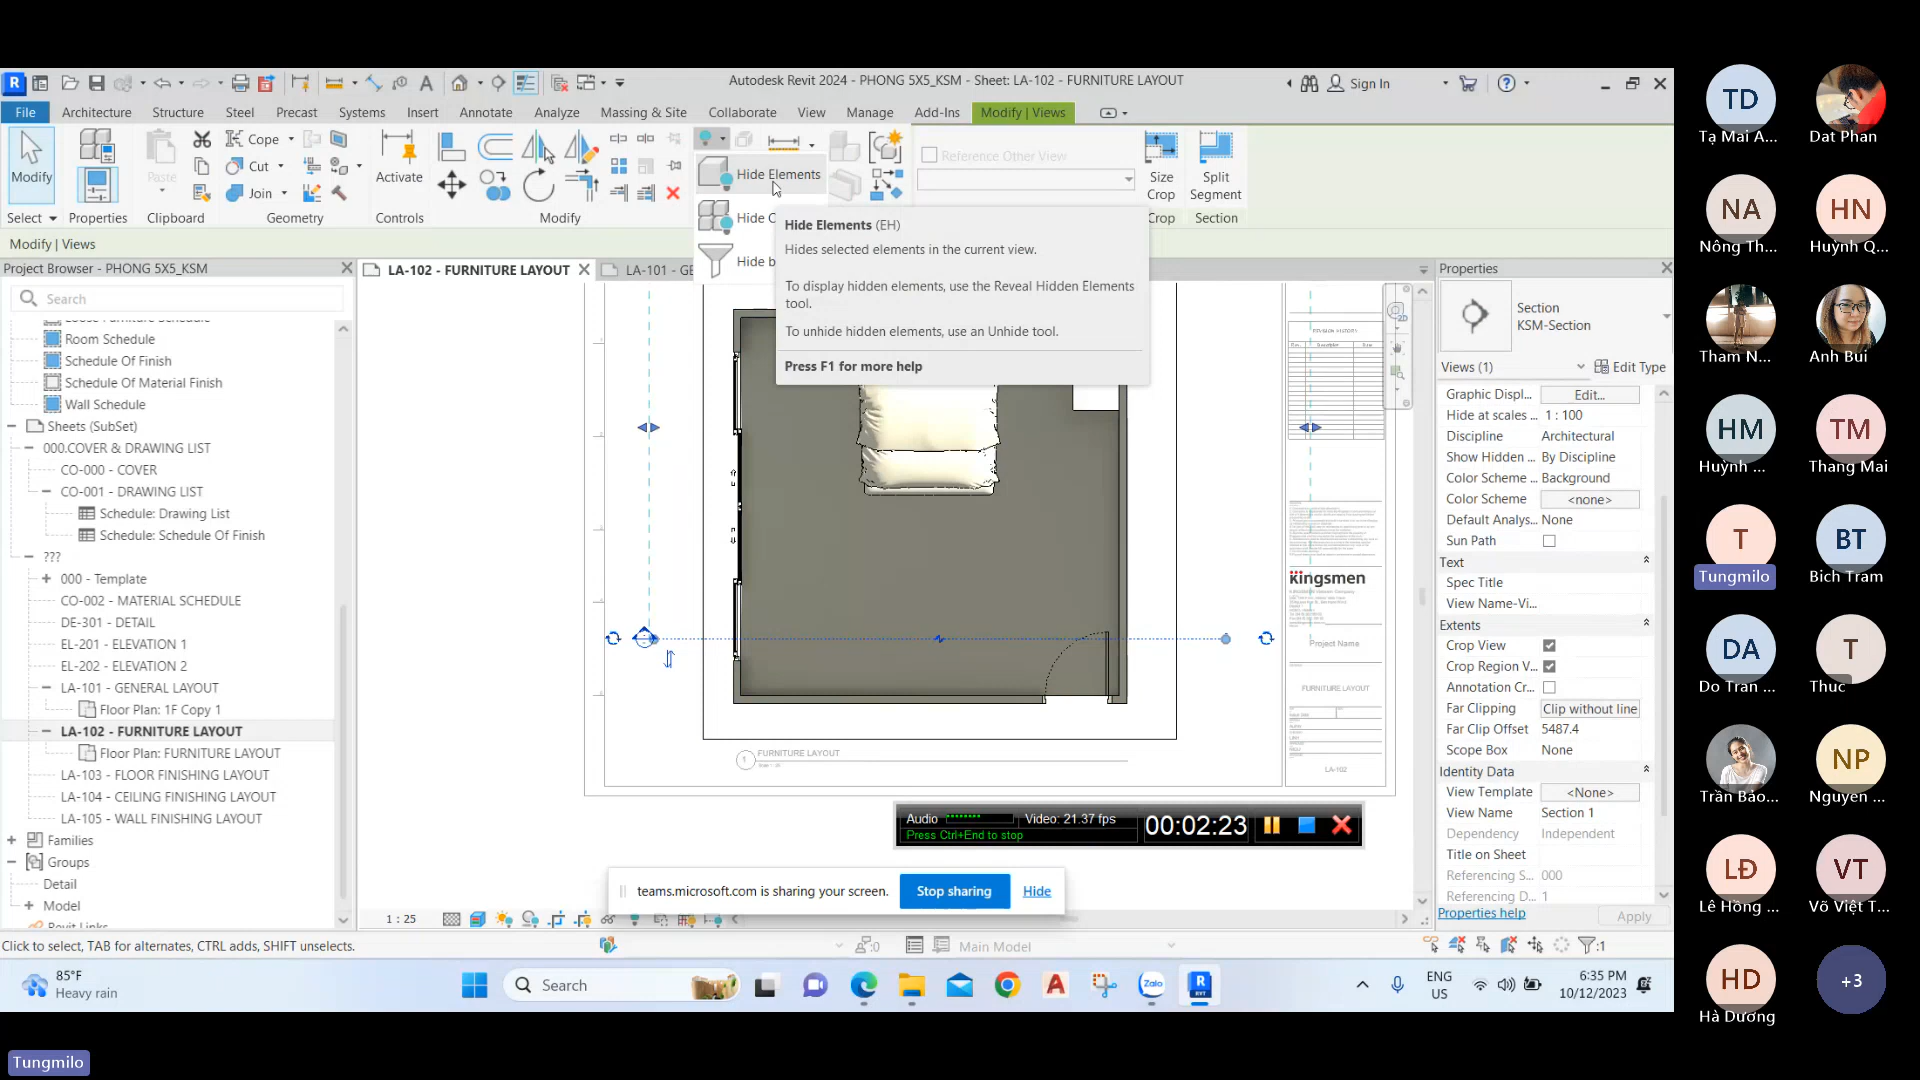 Autodesk Revit 2024 - PHONG 5X5_KSM - Sheet: LA-102 - FURNITURE LAYOUT
Sign In
File
Architecture
Structure
Steel
Precast
Systems
Insert
Annotate
Analyze
Massing & Site
Collaborate
View
Manage
Add-Ins
Modify | Views
Modify
Select
Properties
Paste
Clipboard
Cope
Cut
Join
Geometry
Activate
Controls
Modify
Hide Elements
Hide C
Hide b
Reference Other View
Size Crop
Crop
Split Segment
Section
Modify | Views
Hide Elements (EH)
Hides selected elements in the current view.
To display hidden elements, use the Reveal Hidden Elements
tool.
To unhide hidden elements, use an Unhide tool.
Press F1 for more help
Project Browser - PHONG 5X5_KSM
Search
Room Schedule
Schedule Of Finish
Schedule Of Material Finish
Wall Schedule
Sheets (SubSet)
000.COVER & DRAWING LIST
CO-000 - COVER
CO-001 - DRAWING LIST
Schedule: Drawing List
Schedule: Schedule Of Finish
???
000 - Template
CO-002 - MATERIAL SCHEDULE
DE-301 - DETAIL
EL-201 - ELEVATION 1
EL-202 - ELEVATION 2
LA-101 - GENERAL LAYOUT
Floor Plan: 1F Copy 1
LA-102 - FURNITURE LAYOUT
Floor Plan: FURNITURE LAYOUT
LA-103 - FLOOR FINISHING LAYOUT
LA-104 - CEILING FINISHING LAYOUT
LA-105 - WALL FINISHING LAYOUT
Families
Groups
Detail
Model
Revit Links
LA-102 - FURNITURE LAYOUT
LA-101 - GE
REVISION HISTORY
kingsmen
Project Name
FURNITURE LAYOUT
LA-102
1
FURNITURE LAYOUT
Properties
Section
KSM-Section
Views (1)
Edit Type
Graphic Displ... Edit...
Hide at scales ... 1 : 100
Discipline Architectural
Show Hidden ... By Discipline
Color Scheme ... Background
Color Scheme <none>
Default Analys... None
Sun Path
Text
Spec Title
View Name-Vi...
Extents
Crop View
Crop Region V...
Annotation Cr...
Far Clipping Clip without line
Far Clip Offset 5487.4
Scope Box None
Identity Data
View Template <None>
View Name Section 1
Dependency Independent
Title on Sheet
Referencing S... 000
Referencing D... 1
Properties help
Apply
Audio
Video: 21.37 fps
Press Ctrl+End to stop
00:02:23
teams.microsoft.com is sharing your screen.
Stop sharing
Hide
1 : 25
Click to select, TAB for alternates, CTRL adds, SHIFT unselects.
:0
Main Model
:1
85°F
Heavy rain
Search
Zalo
ENG
US
6:35 PM
10/12/2023
TD
Tạ Mai A...
Dat Phan
NA
Nông Th...
HN
Huỳnh Q...
Tham N...
Anh Bui
HM
Huỳnh ...
TM
Thang Mai
T
Tungmilo
BT
Bich Tram
DA
Do Tran ...
T
Thuc
Trần Bảo...
NP
Nguyen ...
LĐ
Lê Hồng ...
VT
Võ Việt T...
HD
Hà Dương
+3
Tungmilo